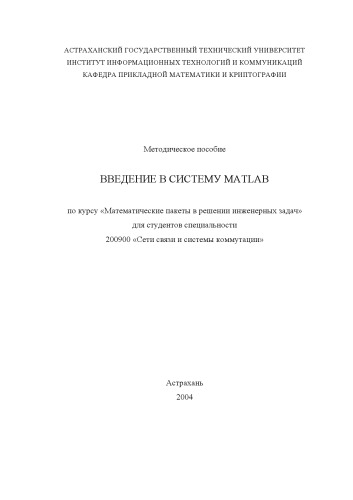 АСТРАХАНСКИЙ ГОСУДАРСТВЕННЫЙ ТЕХНИЧЕСКИЙ УНИВЕРСИТЕТ
ИНСТИТУТ ИНФОРМАЦИОННЫХ ТЕХНОЛОГИЙ И КОММУНИКАЦИЙ
КАФЕДРА ПРИКЛАДНОЙ МАТЕМАТИКИ И КРИПТОГРАФИИ
Методическое пособие
ВВЕДЕНИЕ В СИСТЕМУ MATLAB
по курсу «Математические пакеты в решении инженерных задач»
для студентов специальности
200900 «Сети связи и системы коммутации»
Астрахань
2004